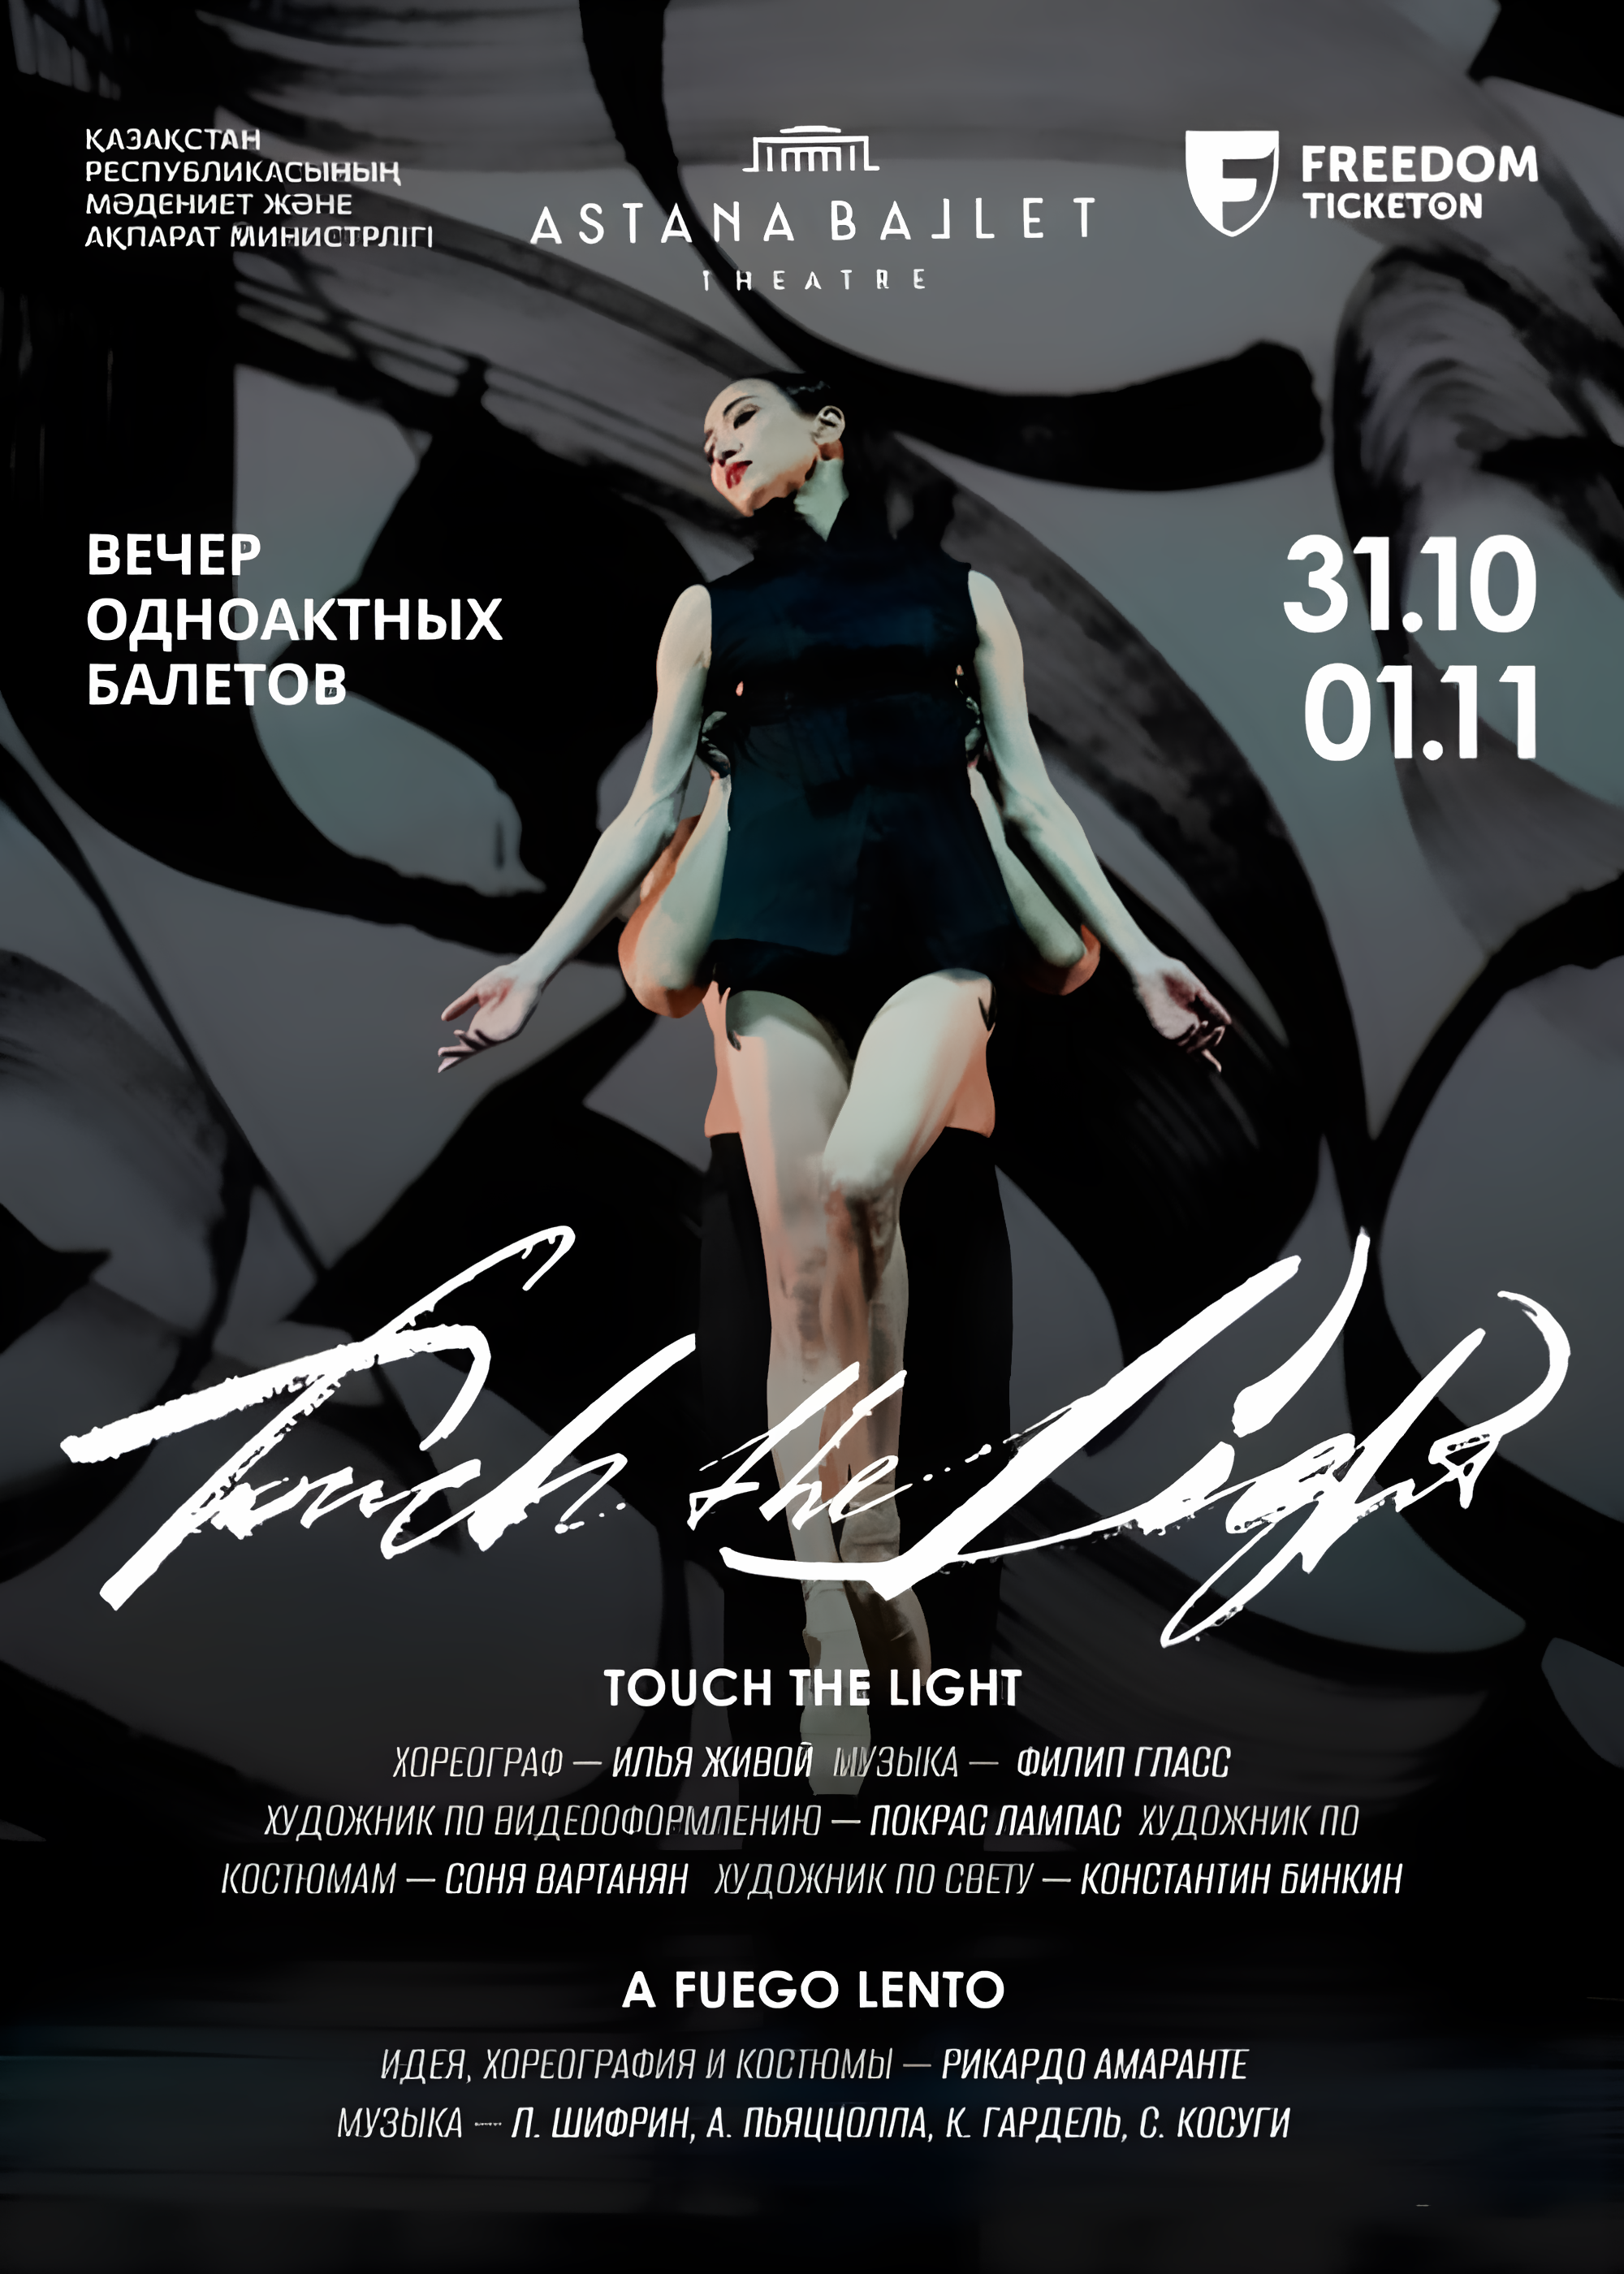 ҚАЗАҚСТАН
РЕСПУБЛИКАСЫНЫҢ
МӘДЕНИЕТ ЖӘНЕ
АҚПАРАТ МИНИСТРЛІГІ
ASTANA BALLET
THEATRE
FREEDOM
TICKETON
ВЕЧЕР
ОДНОАКТНЫХ
БАЛЕТОВ
31.10
01.11
Touch the Light
TOUCH THE LIGHT
ХОРЕОГРАФ — ИЛЬЯ ЖИВОЙ МУЗЫКА — ФИЛИП ГЛАСС
ХУДОЖНИК ПО ВИДЕООФОРМЛЕНИЮ — ПОКРАС ЛАМПАС ХУДОЖНИК ПО
КОСТЮМАМ — СОНЯ ВАРТАНЯН ХУДОЖНИК ПО СВЕТУ — КОНСТАНТИН БИНКИН
A FUEGO LENTO
ИДЕЯ, ХОРЕОГРАФИЯ И КОСТЮМЫ — РИКАРДО АМАРАНТЕ
МУЗЫКА — Л. ШИФРИН, А. ПЬЯЦЦОЛЛА, К. ГАРДЕЛЬ, С. КОСУГИ